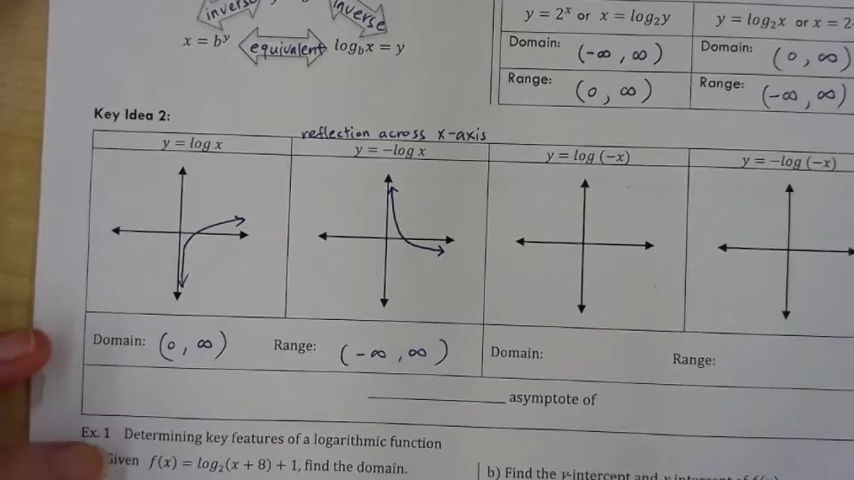 inverse
inverse
x = b^y equivalent log_b x = y
y = 2^x or x = log_2 y
y = log_2 x or x = 2
Domain: (-∞, ∞)
Domain: (0, ∞)
Range: (0, ∞)
Range: (-∞, ∞)
Key Idea 2:
reflection across x-axis
y = log x
y = -log x
y = log (-x)
y = -log (-x)
Domain: (0, ∞) Range: (-∞, ∞)
Domain: Range:
____________ asymptote of
Ex. 1 Determining key features of a logarithmic function
Given f(x) = log_2(x + 8) + 1, find the domain.
b) Find the y-intercept and